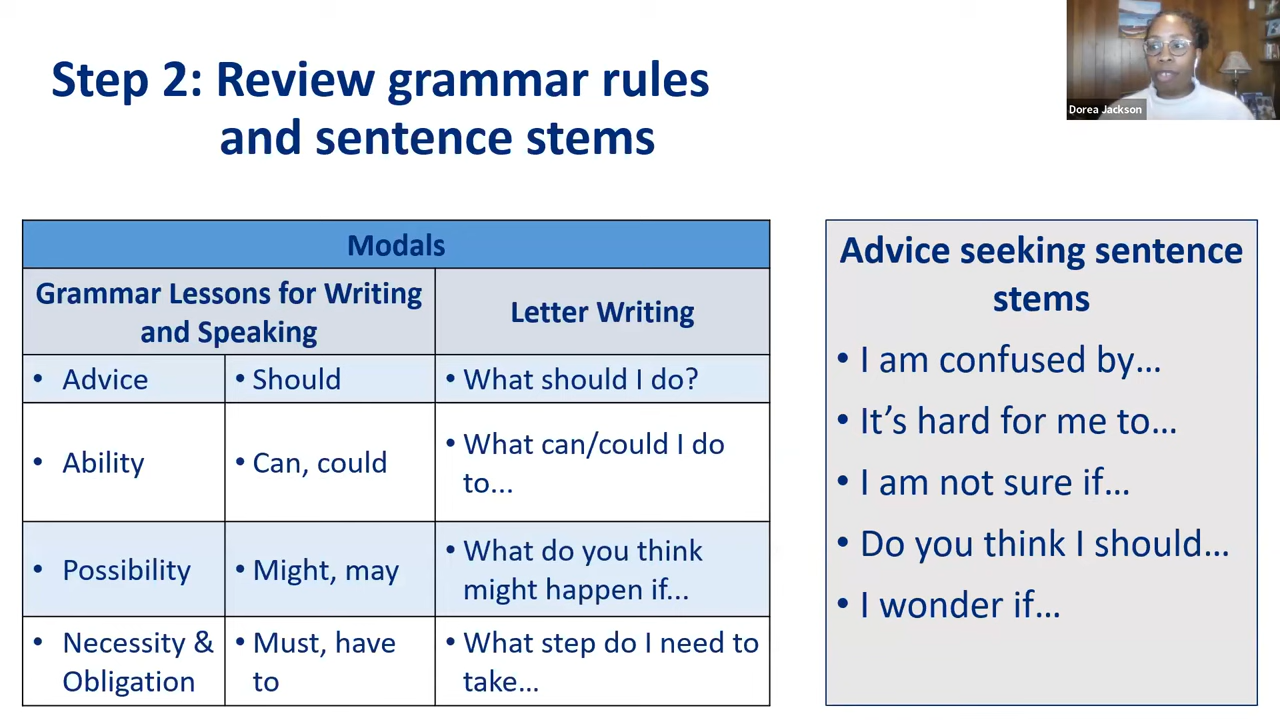 Step 2: Review grammar rules
and sentence stems
Dorea Jackson
Modals
Grammar Lessons for Writing
and Speaking
Letter Writing
• Advice
• Should
• What should I do?
• Ability
• Can, could
• What can/could I do
to...
• Possibility
• Might, may
• What do you think
might happen if...
• Necessity &
Obligation
• Must, have
to
• What step do I need to
take…
Advice seeking sentence
stems
• I am confused by…
• It’s hard for me to…
• I am not sure if…
• Do you think I should…
• I wonder if…